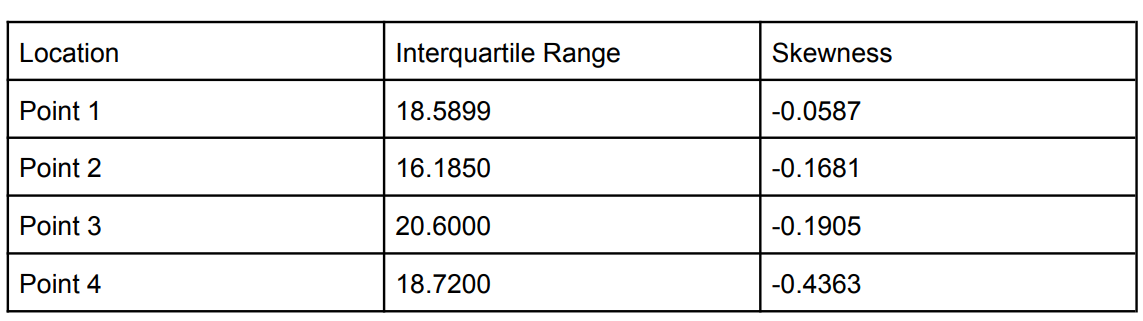 Location Interquartile Range Skewness
Point 1 18.5899 -0.0587
Point 2 16.1850 -0.1681
Point 3 20.6000 -0.1905
Point 4 18.7200 -0.4363